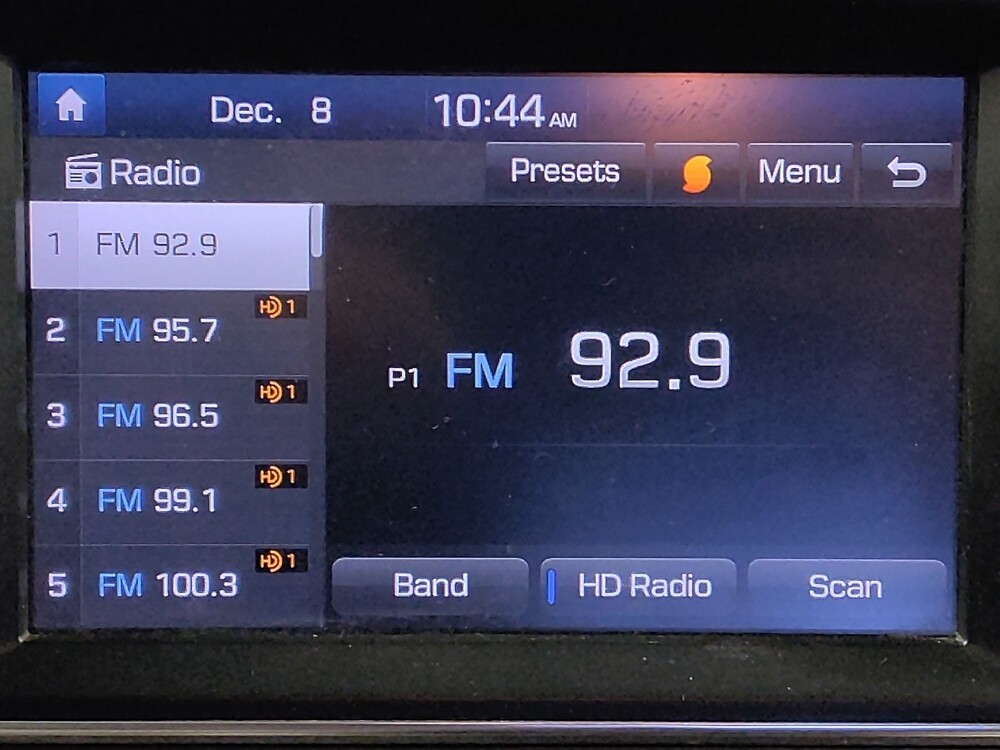 Dec. 8 10:44 AM
Radio Presets Menu
1 FM 92.9
HD 1
2 FM 95.7
HD 1
3 FM 96.5
HD 1
4 FM 99.1
HD 1
5 FM 100.3
P1 FM 92.9
Band HD Radio Scan